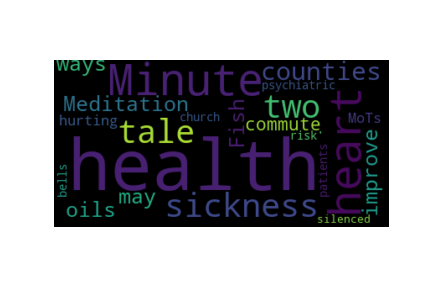 ways Minute counties
psychiatric
Meditation Fish two heart
hurting church commute MoTs
tale risk improve
health patients
bells may sickness
oils silenced